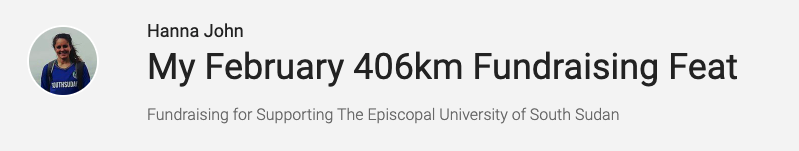 Hanna John
My February 406km Fundraising Feat
Fundraising for Supporting The Episcopal University of South Sudan